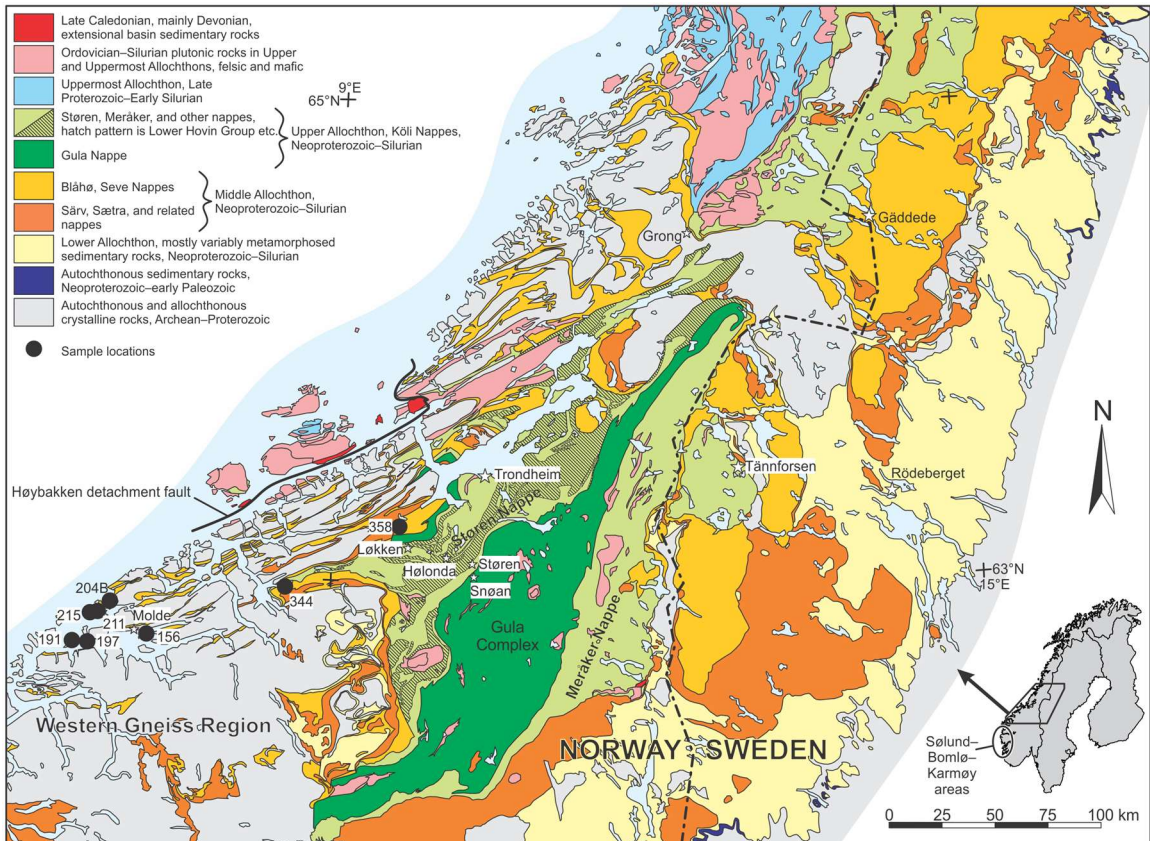 Late Caledonian, mainly Devonian,
extensional basin sedimentary rocks
Ordovician–Silurian plutonic rocks in Upper
and Uppermost Allochthons, felsic and mafic
Uppermost Allochthon, Late
Proterozoic–Early Silurian
Støren, Meråker, and other nappes,
hatch pattern is Lower Hovin Group etc.
Upper Allochthon, Köli Nappes,
Neoproterozoic–Silurian
Gula Nappe
Blåhø, Seve Nappes
Middle Allochthon,
Neoproterozoic–Silurian
Särv, Sætra, and related
nappes
Lower Allochthon, mostly variably metamorphosed
sedimentary rocks, Neoproterozoic–Silurian
Autochthonous sedimentary rocks,
Neoproterozoic–early Paleozoic
Autochthonous and allochthonous
crystalline rocks, Archean–Proterozoic
Sample locations
9°E
65°N
Grong
Gäddede
Trondheim
Tännforsen
Rödeberget
N
Høybakken detachment fault
Støren Nappe
358
Løkken
Hølonda
Støren
Snøan
63°N
15°E
204B
344
215
211
Molde
191
197
156
Gula
Complex
Meråker Nappe
Western Gneiss Region
NORWAY
SWEDEN
Sølund–
Bomlø–
Karmøy
areas
0 25 50 75 100 km